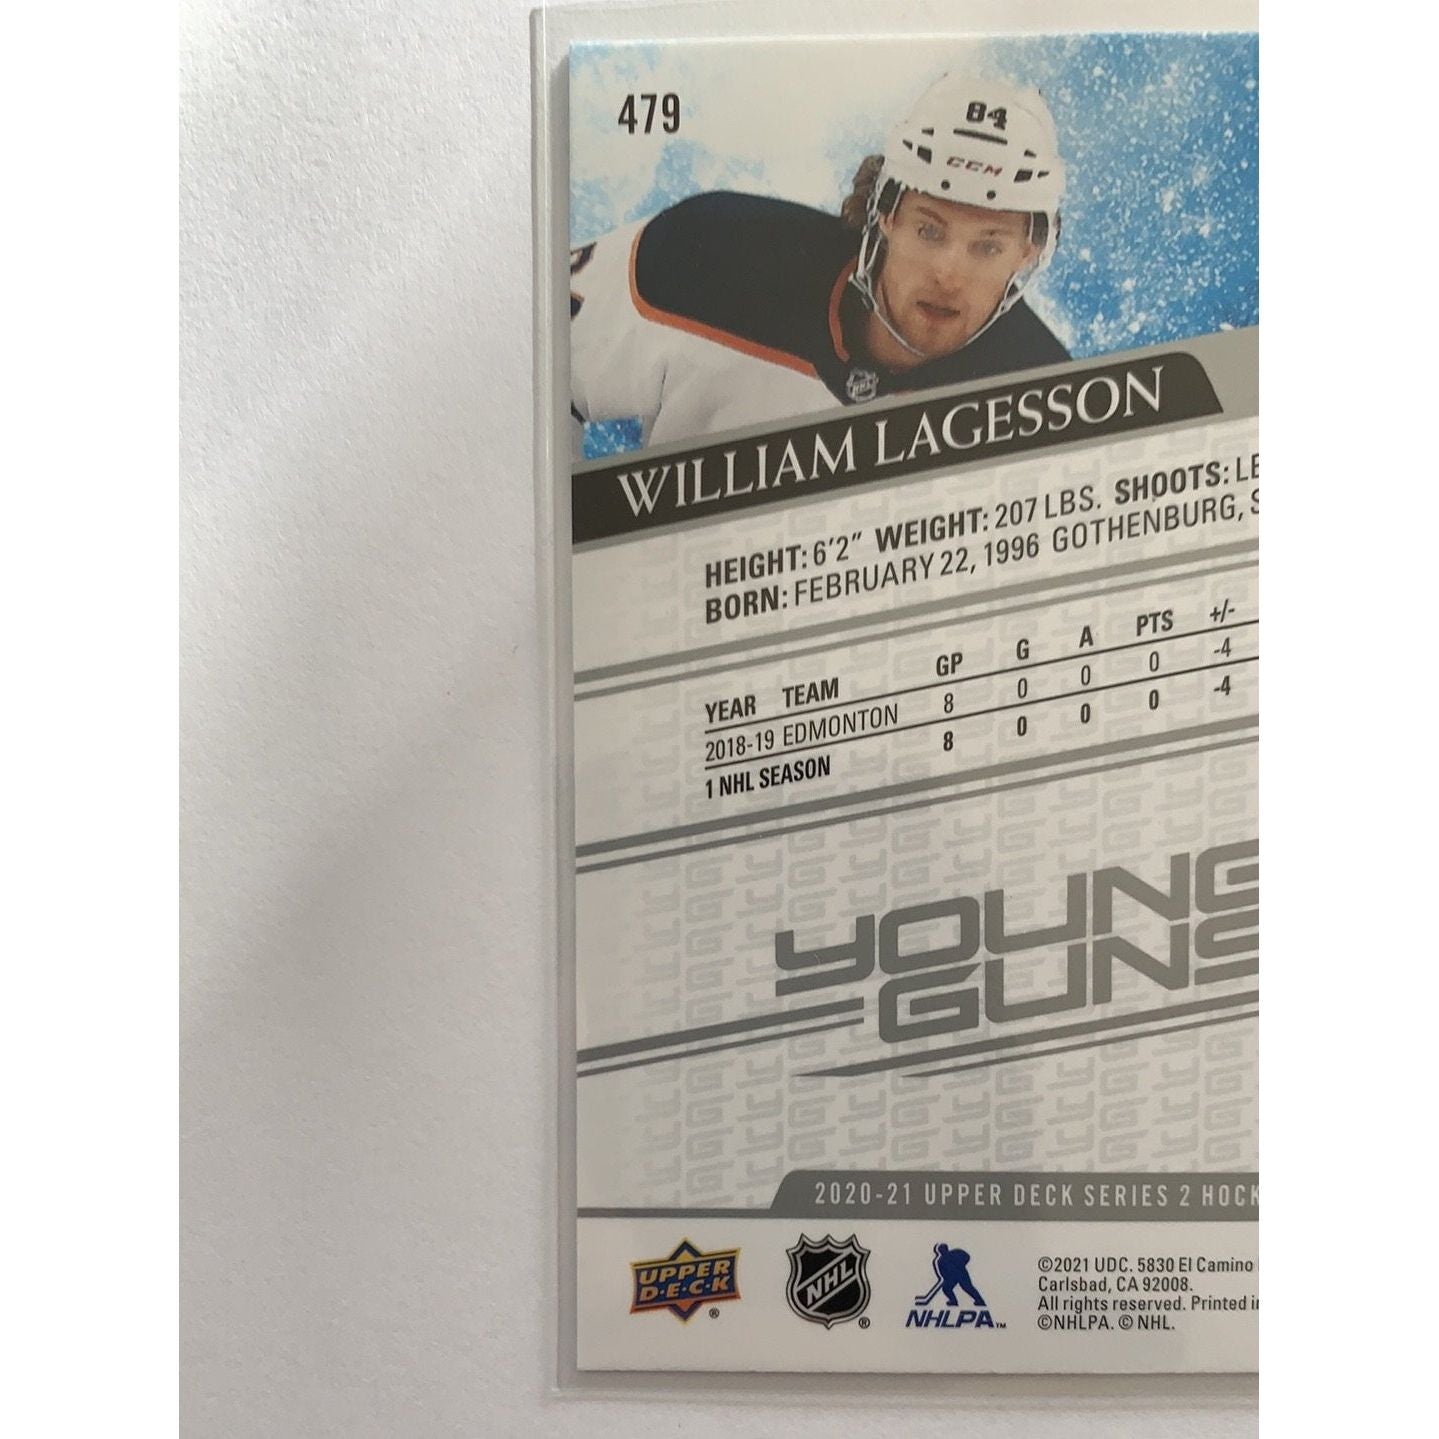 479
84
CCM
NHL
WILLIAM LAGESSON
HEIGHT: 6'2" WEIGHT: 207 LBS. SHOOTS: LE
BORN: FEBRUARY 22, 1996 GOTHENBURG, S
YEAR TEAM GP G A PTS +/-
2018-19 EDMONTON 8 0 0 0 -4
1 NHL SEASON 8 0 0 0 -4
YOUNG
GUNS
2020-21 UPPER DECK SERIES 2 HOCK
UPPER
D·E·C·K
®
NHL
®
NHLPA™
©2021 UDC. 5830 El Camino
Carlsbad, CA 92008.
All rights reserved. Printed in
©NHLPA. © NHL.